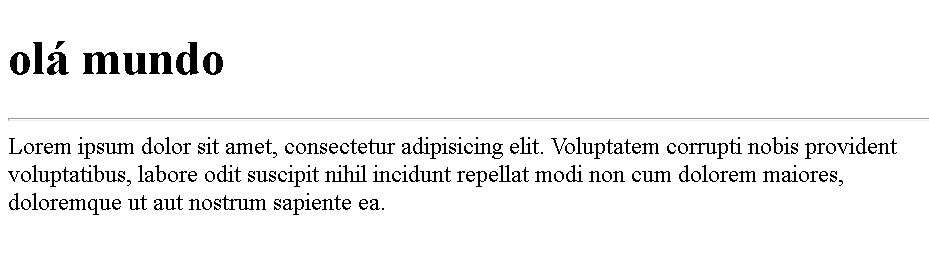 olá mundo
Lorem ipsum dolor sit amet, consectetur adipisicing elit. Voluptatem corrupti nobis provident
voluptatibus, labore odit suscipit nihil incidunt repellat modi non cum dolorem maiores,
doloremque ut aut nostrum sapiente ea.